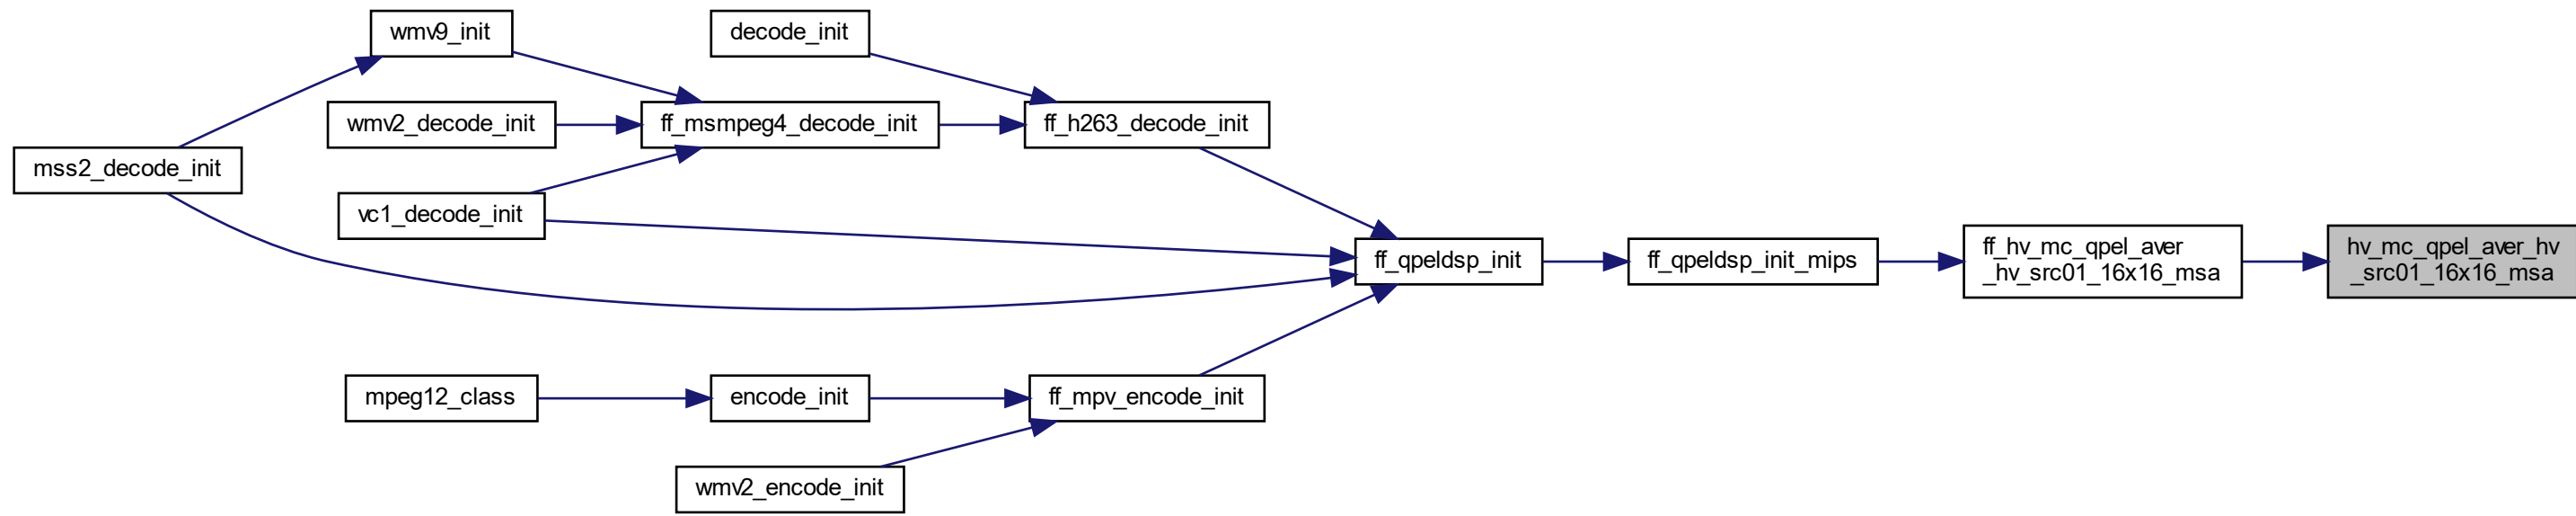 wmv9_init
decode_init
wmv2_decode_init
ff_msmpeg4_decode_init
ff_h263_decode_init
mss2_decode_init
vc1_decode_init
ff_qpeldsp_init
ff_qpeldsp_init_mips
ff_hv_mc_qpel_aver
_hv_src01_16x16_msa
hv_mc_qpel_aver_hv
_src01_16x16_msa
mpeg12_class
encode_init
ff_mpv_encode_init
wmv2_encode_init